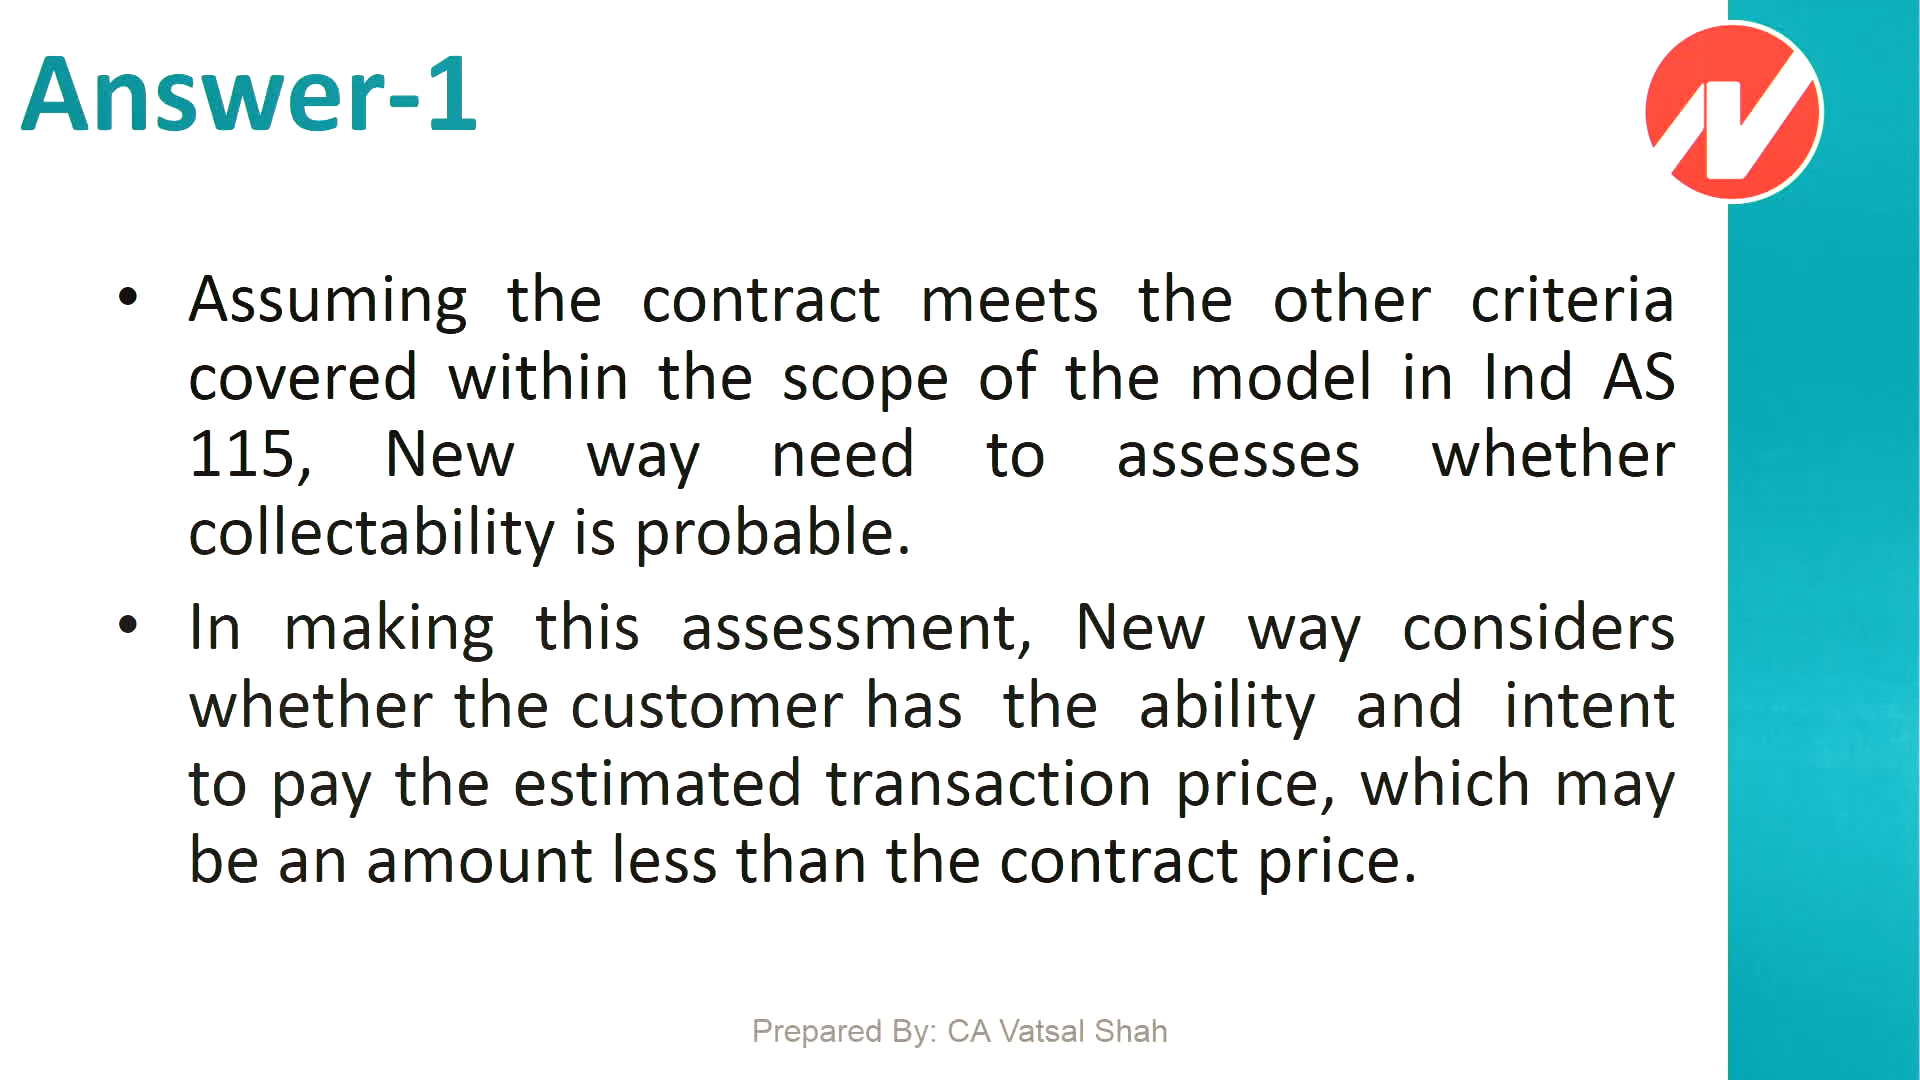 Answer-1
• Assuming the contract meets the other criteria
covered within the scope of the model in Ind AS
115, New way need to assesses whether
collectability is probable.
• In making this assessment, New way considers
whether the customer has the ability and intent
to pay the estimated transaction price, which may
be an amount less than the contract price.
Prepared By: CA Vatsal Shah